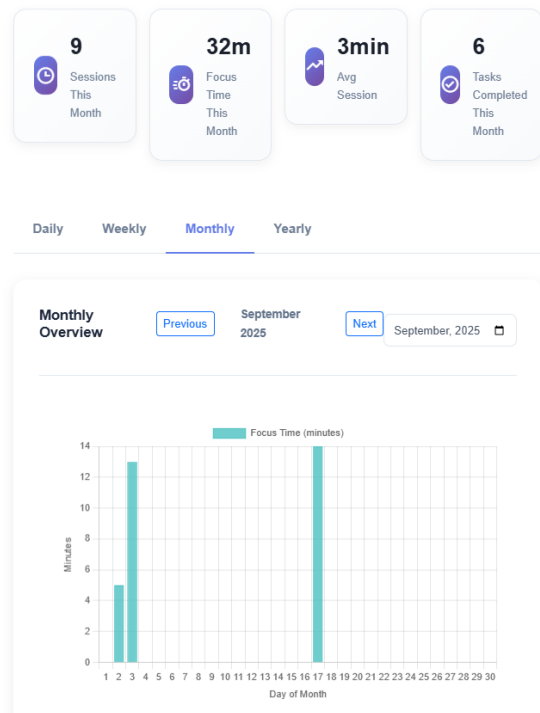 9
Sessions
This
Month
32m
Focus
Time
This
Month
3min
Avg
Session
6
Tasks
Completed
This
Month
Daily Weekly Monthly Yearly
Monthly
Overview
Previous
September
2025
Next
September, 2025
Focus Time (minutes)
14
12
10
8
6
4
2
0
Minutes
1 2 3 4 5 6 7 8 9 10 11 12 13 14 15 16 17 18 19 20 21 22 23 24 25 26 27 28 29 30
Day of Month